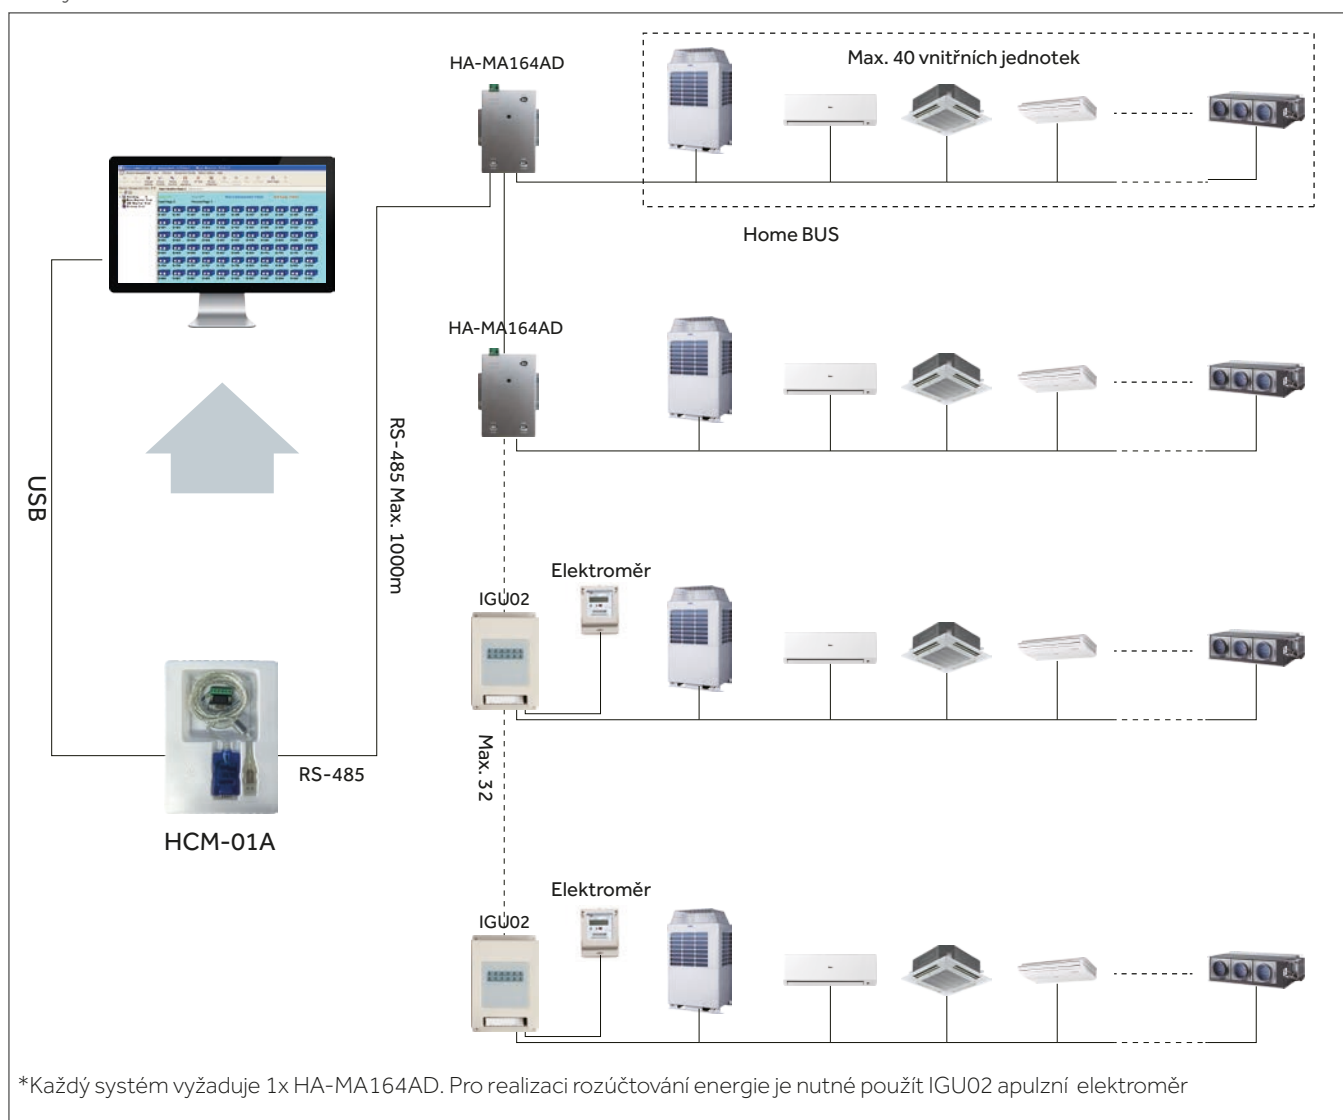 HA-MA164AD
Max. 40 vnitřních jednotek
Home BUS
HA-MA164AD
USB
RS-485 Max. 1000m
Elektroměr
IGU02
Max. 32
RS-485
HCM-01A
Elektroměr
IGU02
*Každý systém vyžaduje 1x HA-MA164AD. Pro realizaci rozúčtování energie je nutné použít IGU02 apulzní elektroměr